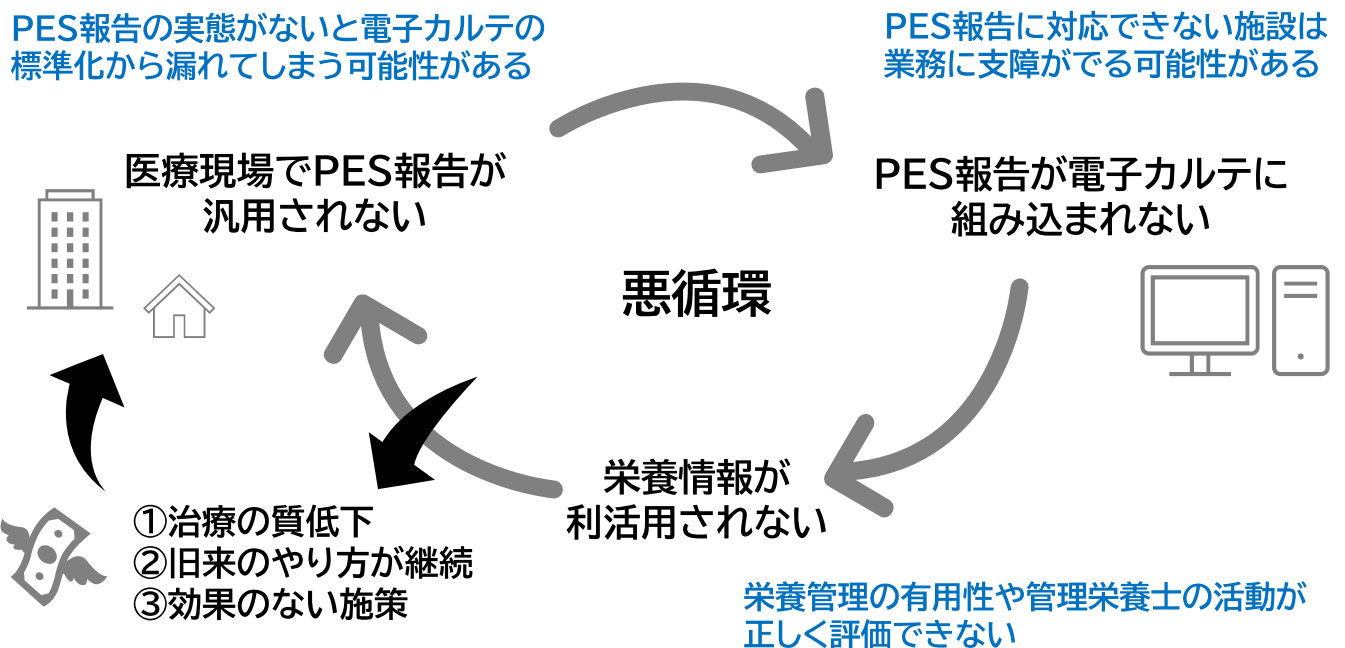 PES報告の実態がないと電子カルテの
標準化から漏れてしまう可能性がある
PES報告に対応できない施設は
業務に支障がでる可能性がある
医療現場でPES報告が
汎用されない
PES報告が電子カルテに
組み込まれない
悪循環
栄養情報が
利活用されない
①治療の質低下
②旧来のやり方が継続
③効果のない施策
栄養管理の有用性や管理栄養士の活動が
正しく評価できない